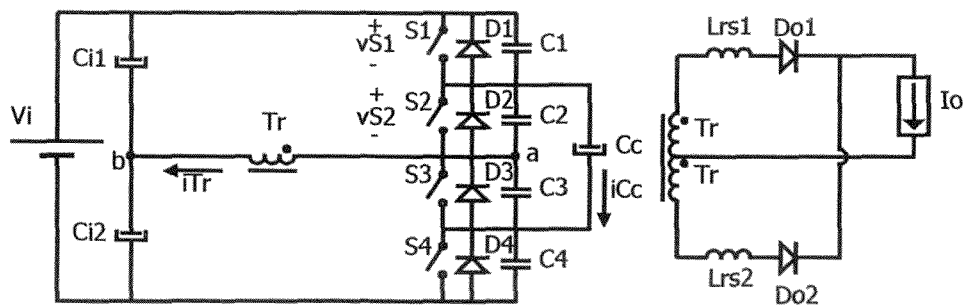 +
S1
D1
Lrs1
Do1
Ci1
vS1
C1
-
+
S2
D2
Io
Vi
Tr
vS2
C2
Tr
-
Cc
b
a
Tr
iTr
S3
D3
C3
iCc
Ci2
S4
D4
C4
Lrs2
Do2